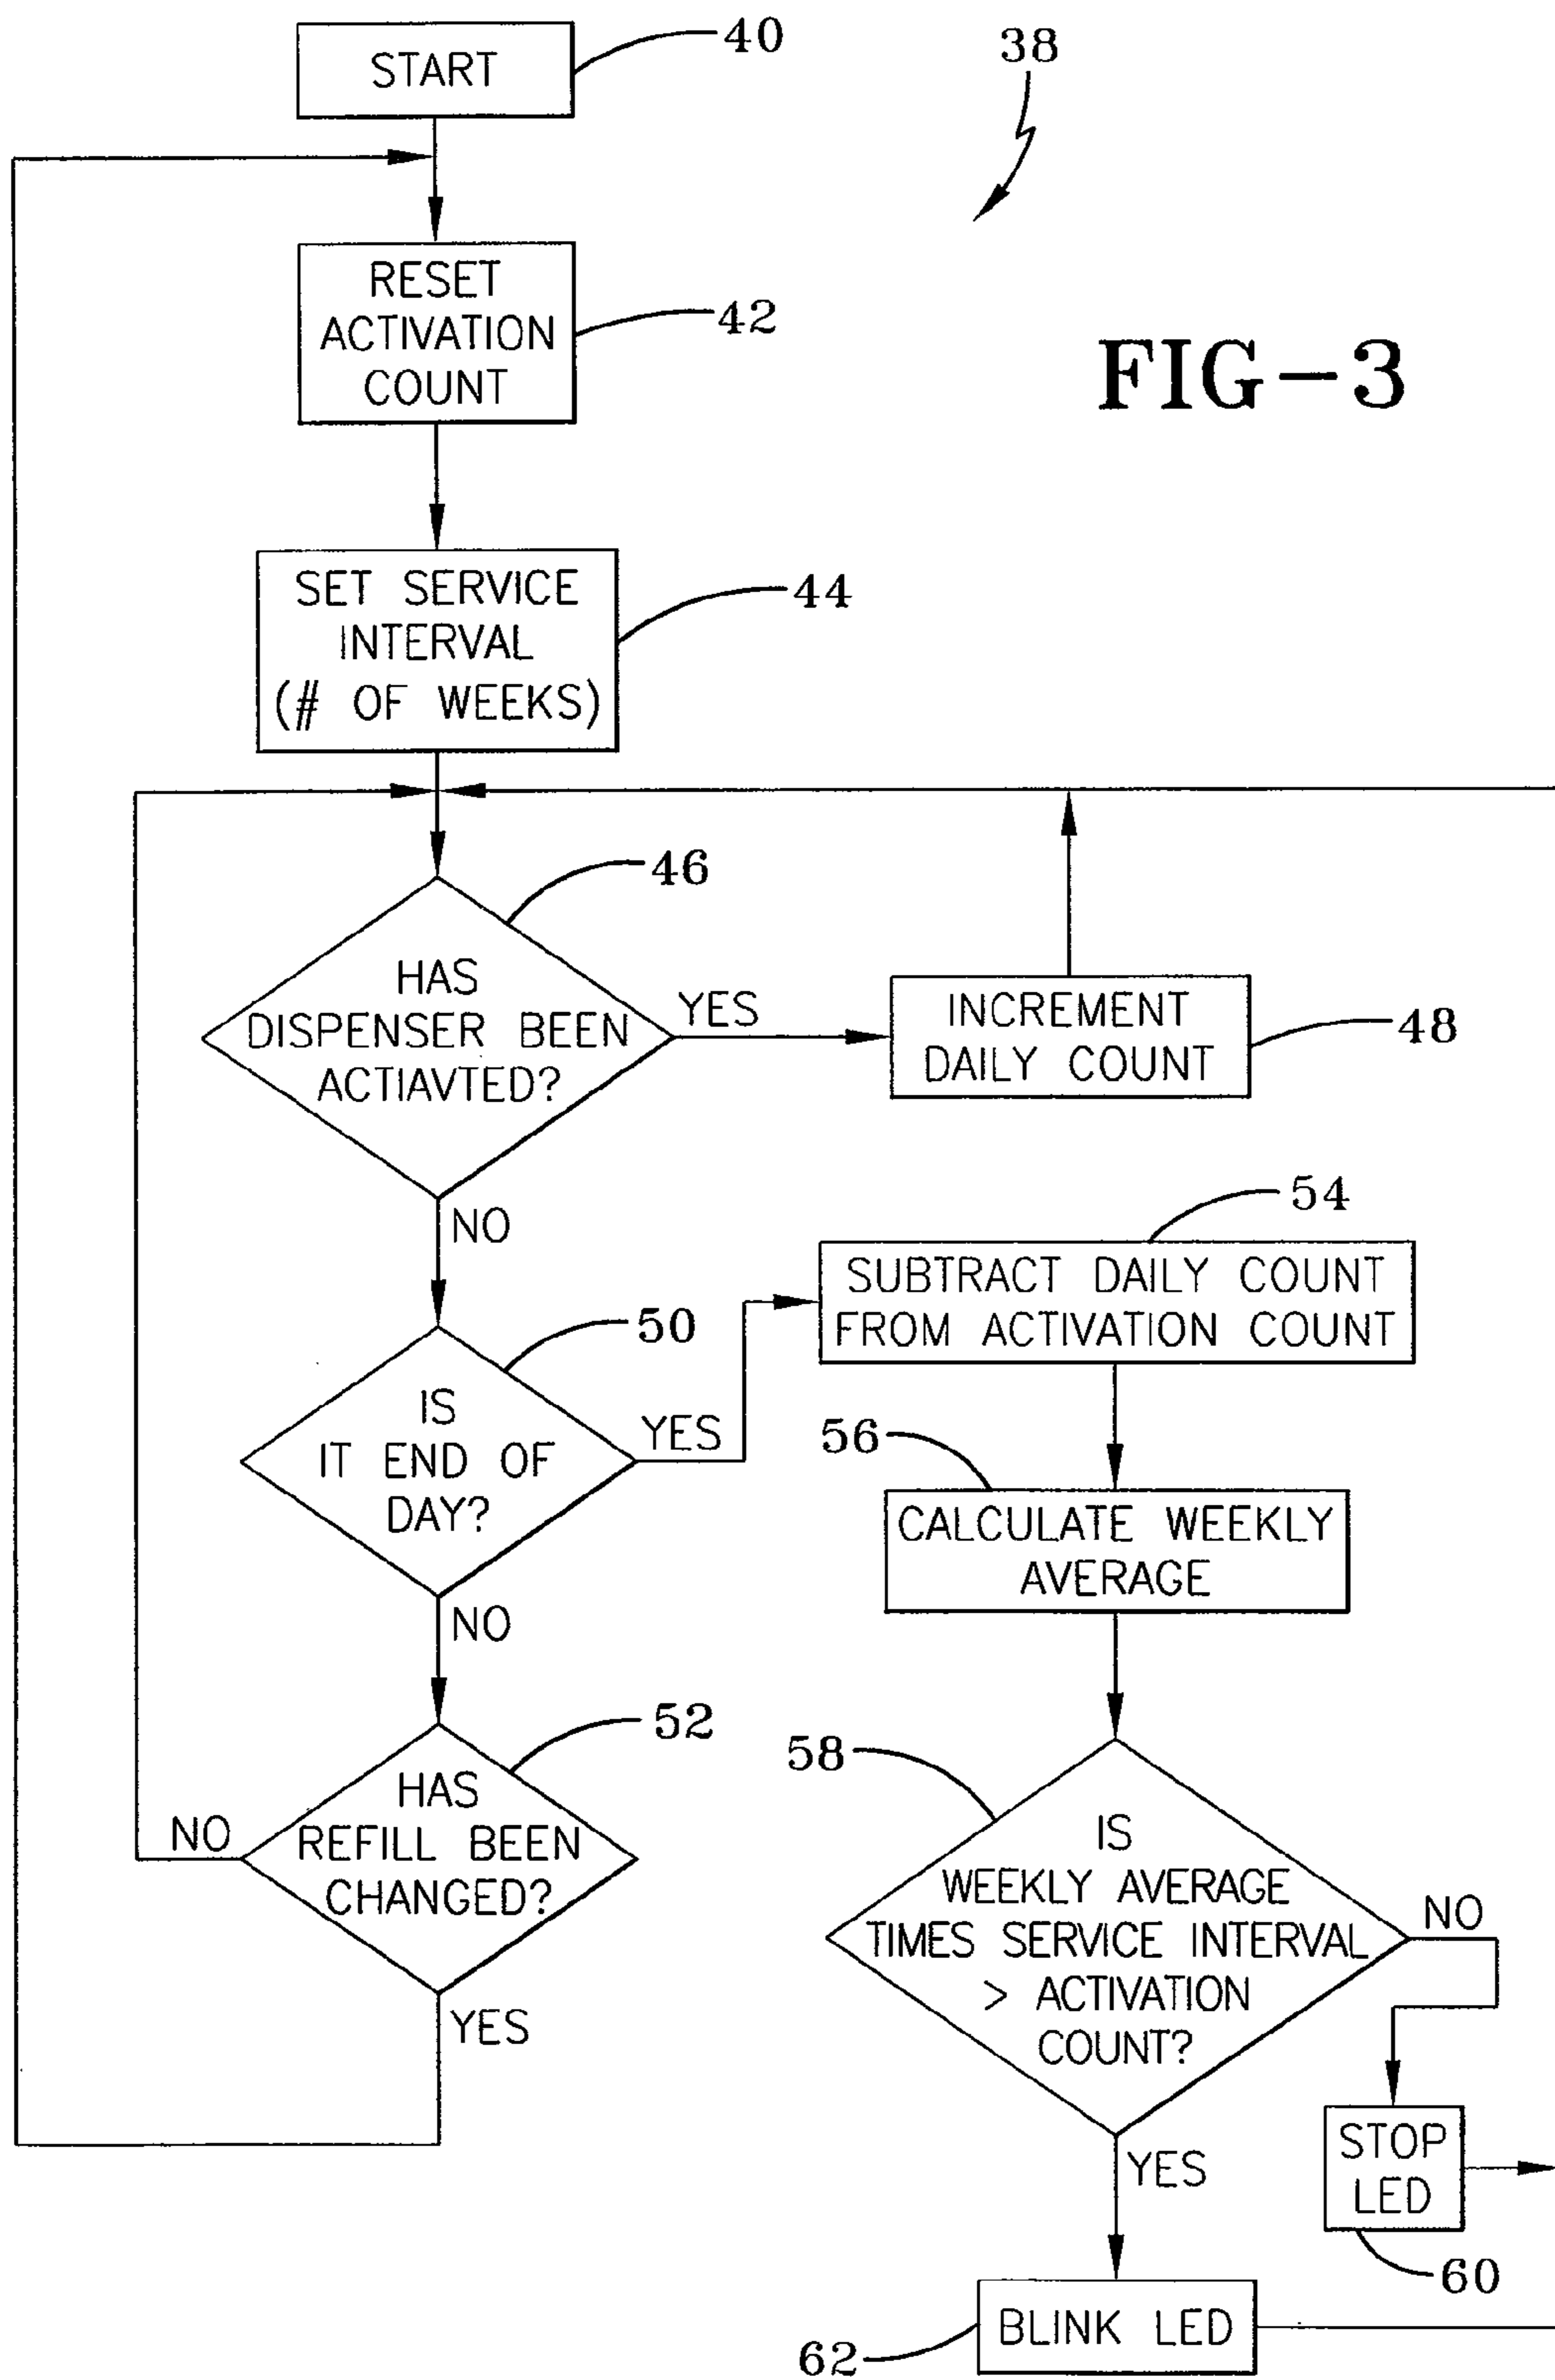 START
40
38
RESET
ACTIVATION
COUNT
42
FIG-3
SET SERVICE
INTERVAL
(# OF WEEKS)
44
46
HAS
DISPENSER BEEN
ACTIAVTED?
YES
INCREMENT
DAILY COUNT
48
NO
54
SUBTRACT DAILY COUNT
FROM ACTIVATION COUNT
50
IS
IT END OF
DAY?
YES
56
CALCULATE WEEKLY
AVERAGE
NO
52
HAS
REFILL BEEN
CHANGED?
NO
YES
58
IS
WEEKLY AVERAGE
TIMES SERVICE INTERVAL
> ACTIVATION
COUNT?
NO
YES
STOP
LED
60
BLINK LED
62